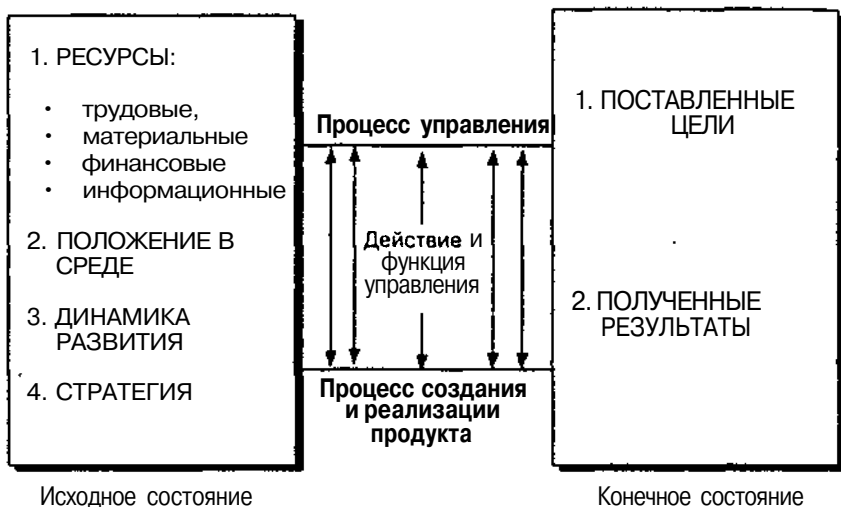 1. РЕСУРСЫ:
• трудовые,
• материальные
• финансовые
• информационные
2. ПОЛОЖЕНИЕ В
СРЕДЕ
3. ДИНАМИКА
РАЗВИТИЯ
4. СТРАТЕГИЯ
Исходное состояние
Процесс управления
Действие и
функция
управления
Процесс создания
и реализации
продукта
1. ПОСТАВЛЕННЫЕ
ЦЕЛИ
2. ПОЛУЧЕННЫЕ
РЕЗУЛЬТАТЫ
Конечное состояние